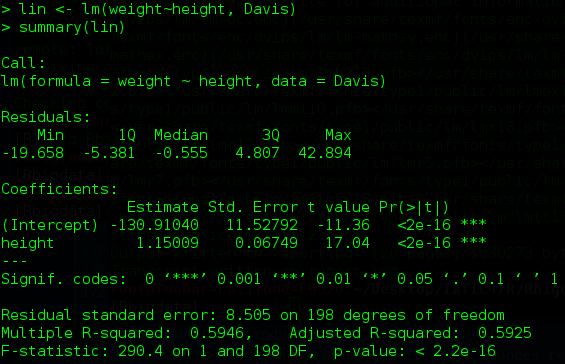 > lin <- lm(weight~height, Davis)
> summary(lin)
Call:
lm(formula = weight ~ height, data = Davis)
Residuals:
    Min      1Q  Median      3Q     Max
-19.658  -5.381  -0.555   4.807  42.894
Coefficients:
              Estimate Std. Error t value Pr(>|t|)
(Intercept) -130.91040   11.52792  -11.36   <2e-16 ***
height         1.15009    0.06749   17.04   <2e-16 ***
---
Signif. codes:  0 ‘***’ 0.001 ‘**’ 0.01 ‘*’ 0.05 ‘.’ 0.1 ‘ ’ 1
Residual standard error: 8.505 on 198 degrees of freedom
Multiple R-squared:  0.5946,    Adjusted R-squared:  0.5925
F-statistic: 290.4 on 1 and 198 DF,  p-value: < 2.2e-16